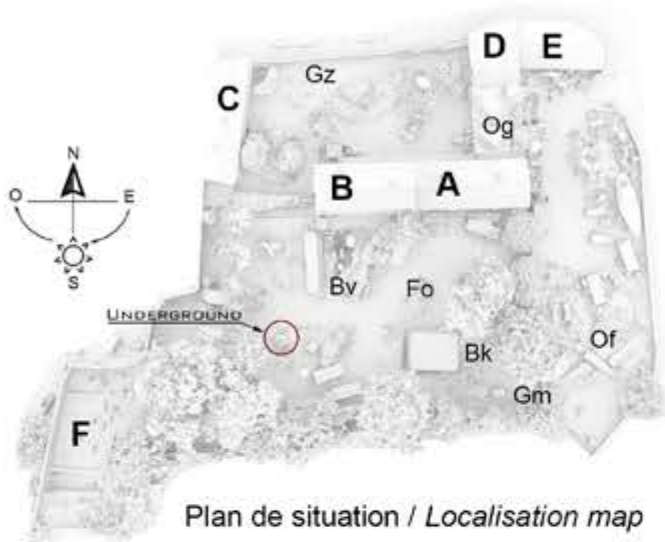 D E
Gz
C
Og
N
B A
O E
S
Bv Fo
UNDERGROUND
Of
Bk
Gm
F
Plan de situation / Localisation map